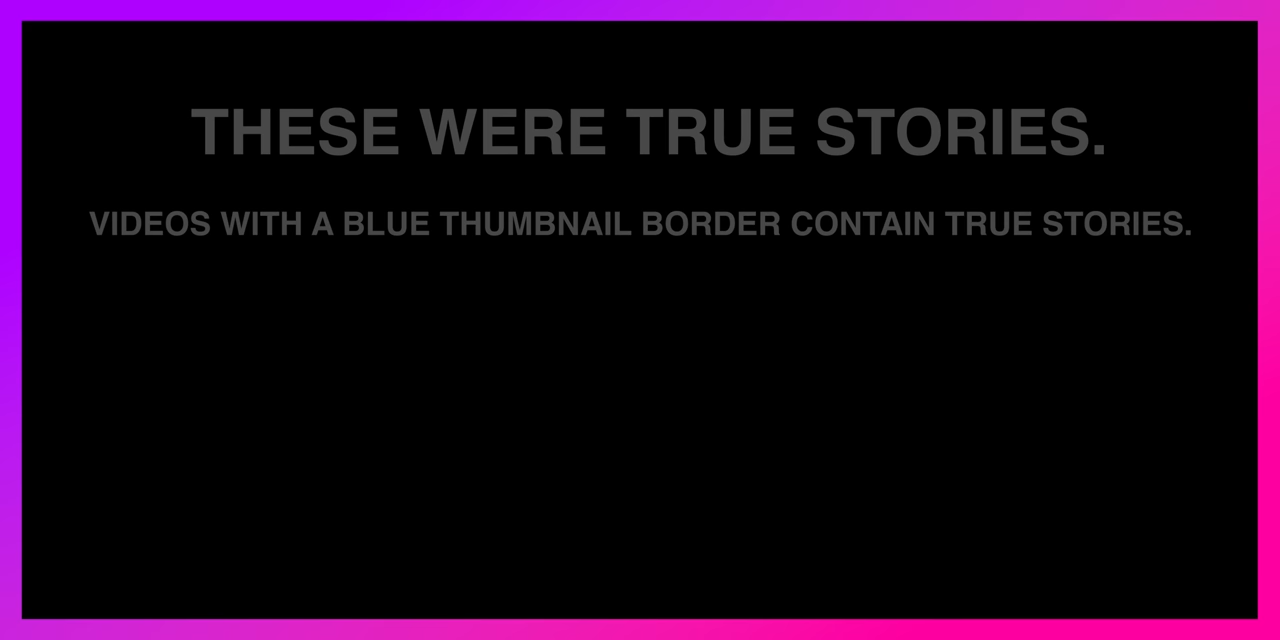 THESE WERE TRUE STORIES.
VIDEOS WITH A BLUE THUMBNAIL BORDER CONTAIN TRUE STORIES.